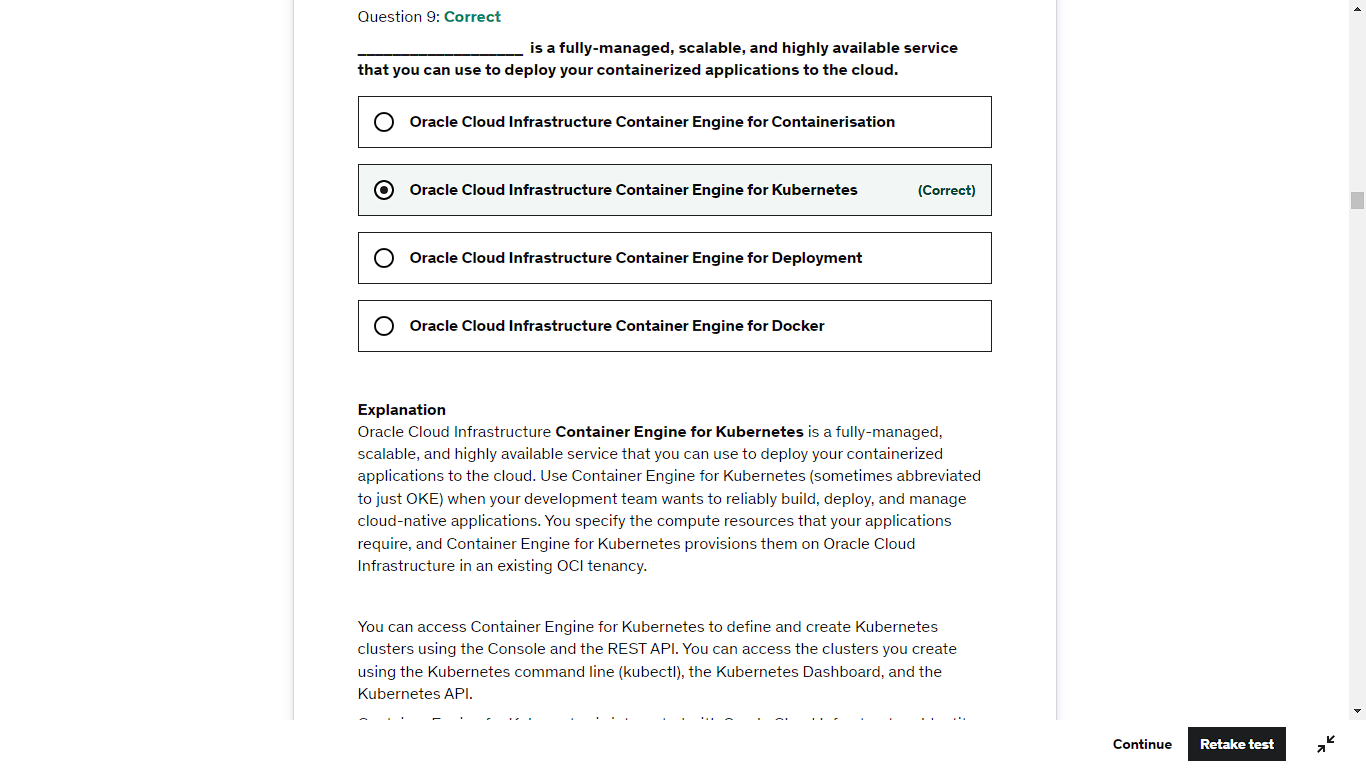 Question 9: Correct
___________________ is a fully-managed, scalable, and highly available service
that you can use to deploy your containerized applications to the cloud.
Oracle Cloud Infrastructure Container Engine for Containerisation
Oracle Cloud Infrastructure Container Engine for Kubernetes (Correct)
Oracle Cloud Infrastructure Container Engine for Deployment
Oracle Cloud Infrastructure Container Engine for Docker
Explanation
Oracle Cloud Infrastructure Container Engine for Kubernetes is a fully-managed,
scalable, and highly available service that you can use to deploy your containerized
applications to the cloud. Use Container Engine for Kubernetes (sometimes abbreviated
to just OKE) when your development team wants to reliably build, deploy, and manage
cloud-native applications. You specify the compute resources that your applications
require, and Container Engine for Kubernetes provisions them on Oracle Cloud
Infrastructure in an existing OCI tenancy.
You can access Container Engine for Kubernetes to define and create Kubernetes
clusters using the Console and the REST API. You can access the clusters you create
using the Kubernetes command line (kubectl), the Kubernetes Dashboard, and the
Kubernetes API.
Continue
Retake test